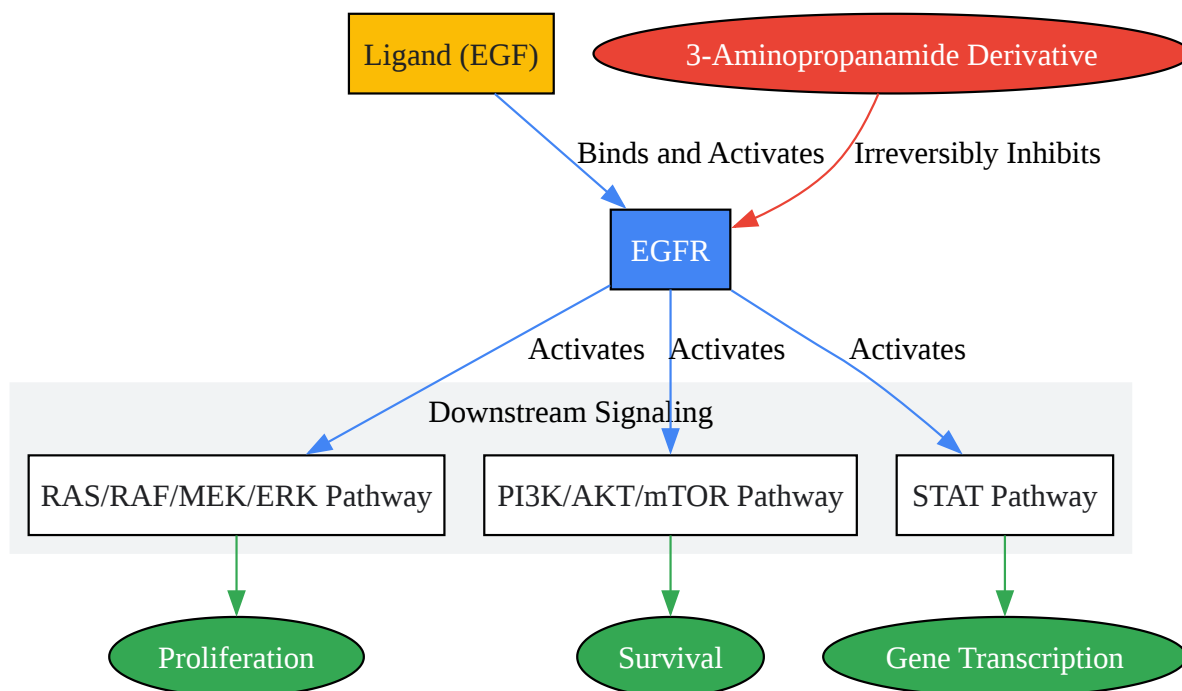 Ligand (EGF)
3-Aminopropanamide Derivative
Binds and Activates
Irreversibly Inhibits
EGFR
Activates
Activates
Activates
Downstream Signaling
RAS/RAF/MEK/ERK Pathway
PI3K/AKT/mTOR Pathway
STAT Pathway
Proliferation
Survival
Gene Transcription